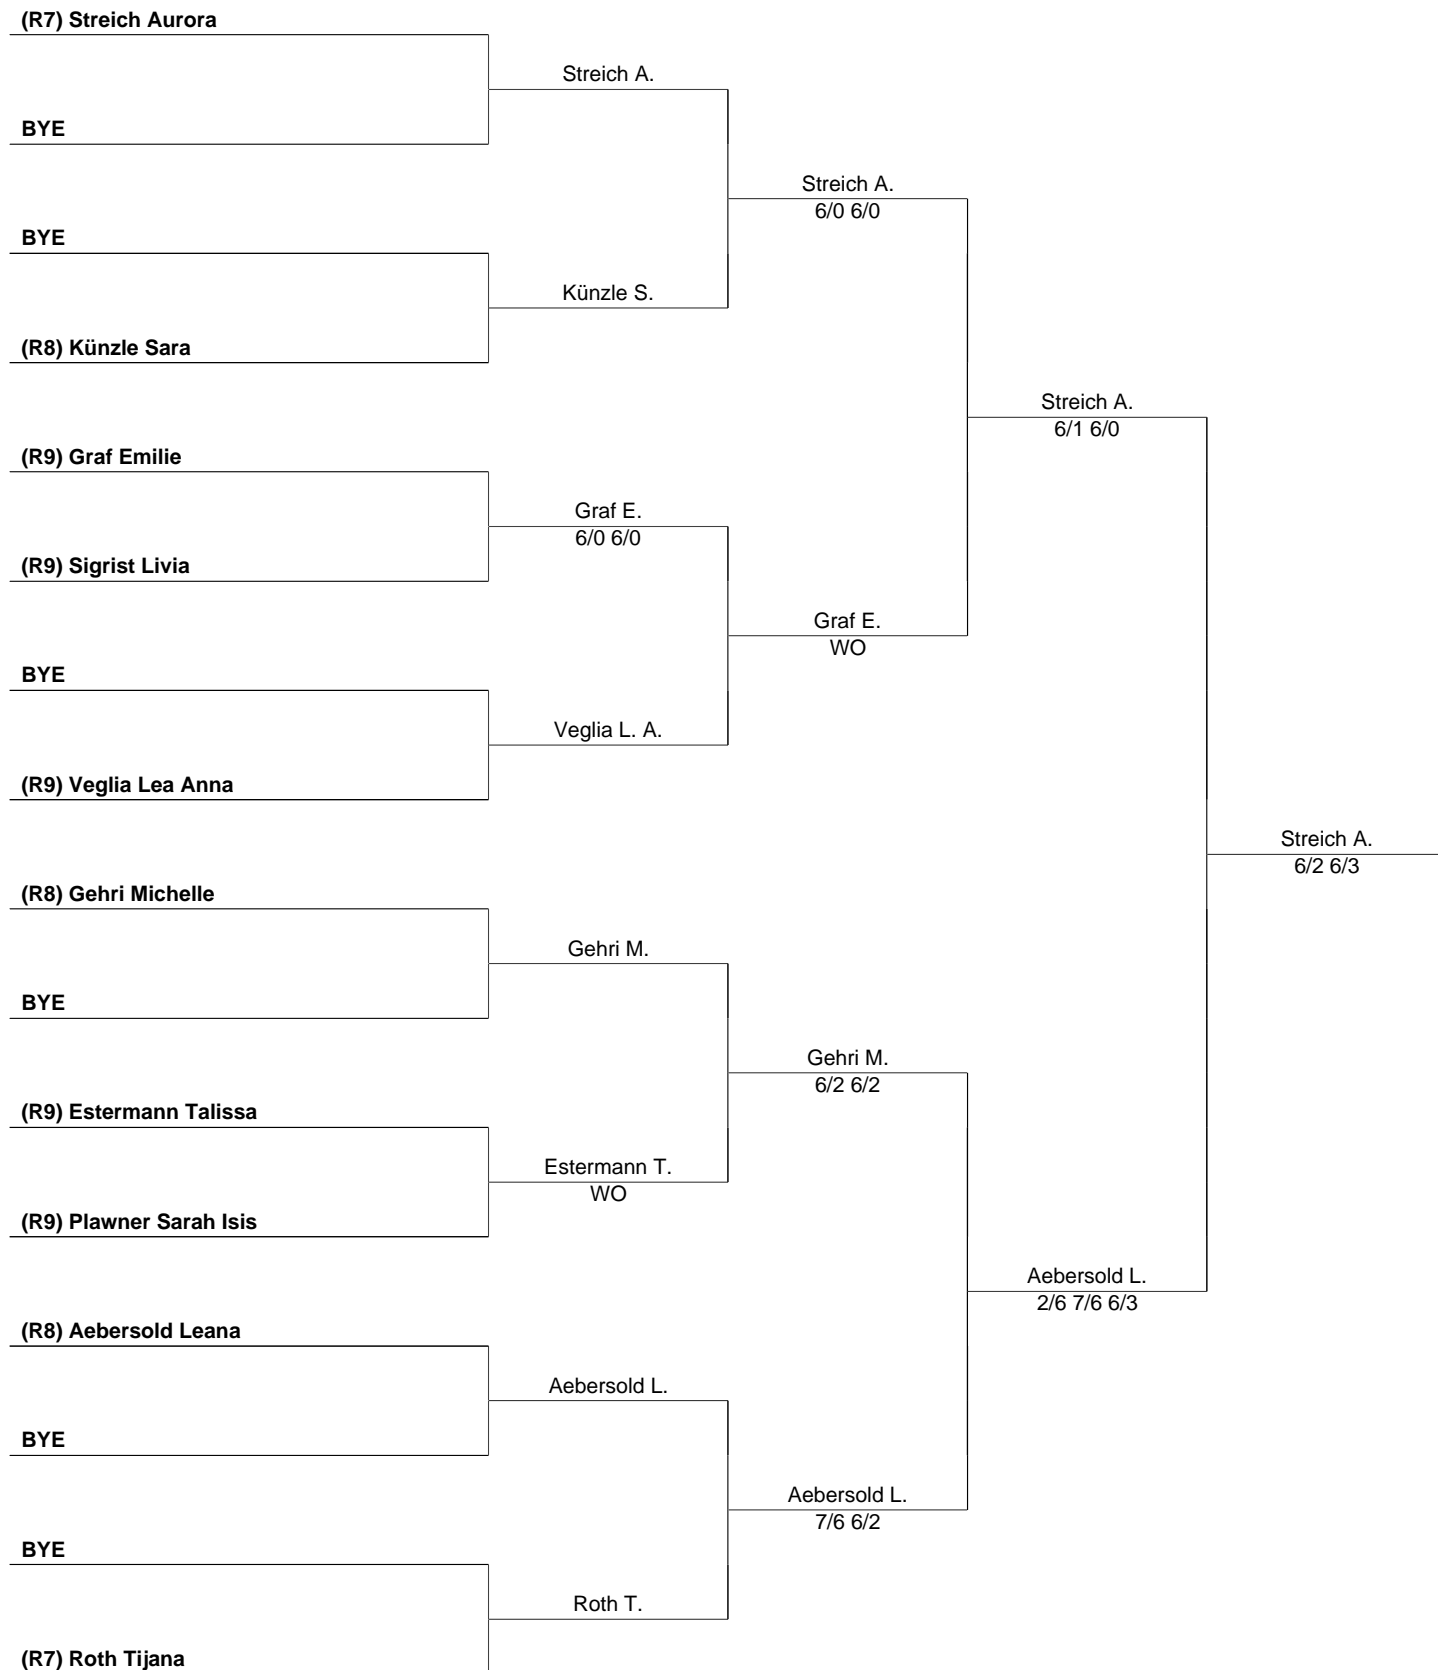 (R7) Streich Aurora
Streich A.
BYE
Streich A.
6/0 6/0
BYE
Künzle S.
(R8) Künzle Sara
Streich A.
6/1 6/0
(R9) Graf Emilie
Graf E.
6/0 6/0
(R9) Sigrist Livia
Graf E.
WO
BYE
Veglia L. A.
(R9) Veglia Lea Anna
Streich A.
6/2 6/3
(R8) Gehri Michelle
Gehri M.
BYE
Gehri M.
6/2 6/2
(R9) Estermann Talissa
Estermann T.
WO
(R9) Plawner Sarah Isis
Aebersold L.
2/6 7/6 6/3
(R8) Aebersold Leana
Aebersold L.
BYE
Aebersold L.
7/6 6/2
BYE
Roth T.
(R7) Roth Tijana